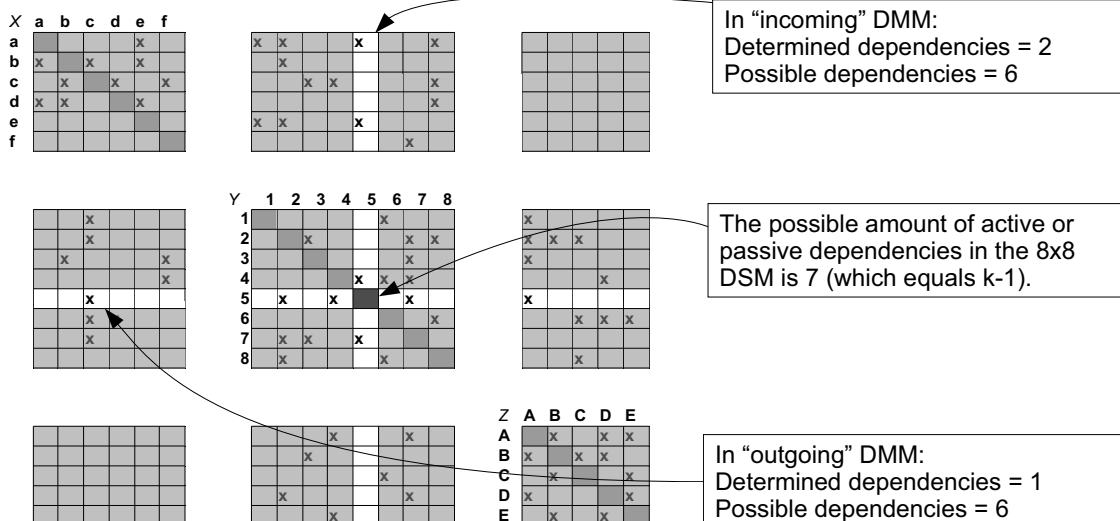 X a b c d e f
a x x x x x
b x x x x
c x x x x x x
d x x x x
e x x x
f x
In “incoming” DMM:
Determined dependencies = 2
Possible dependencies = 6
Y 1 2 3 4 5 6 7 8
x 1 x x
x 2 x x x x x x
x x 3 x x
x 4 x x x x
x 5 x x x x
x 6 x x x x
x 7 x x x
8 x x x
The possible amount of active or
passive dependencies in the 8x8
DSM is 7 (which equals k-1).
Z A B C D E
x x A x x x
x B x x x
x C x x
x x D x x
x E x x
In “outgoing” DMM:
Determined dependencies = 1
Possible dependencies = 6